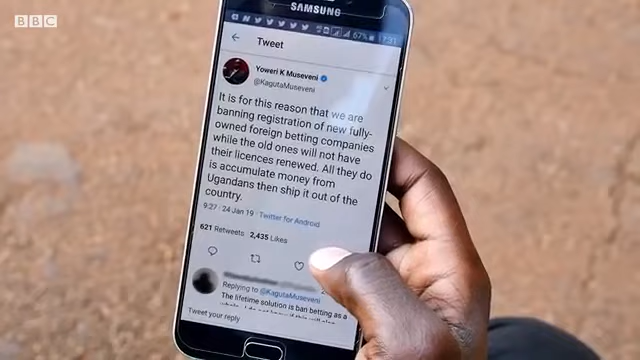 BBC
SAMSUNG
67% 17:31
Tweet
Yoweri K Museveni
@KagutaMuseveni
It is for this reason that we are
banning registration of new fully-
owned foreign betting companies
while the old ones will not have
their licences renewed. All they do
is accumulate money from
Ugandans then ship it out of the
country.
9:27 · 24 Jan 19 · Twitter for Android
621 Retweets 2,435 Likes
Replying to @KagutaMuseveni
The lifetime solution is ban betting as a
Tweet your reply